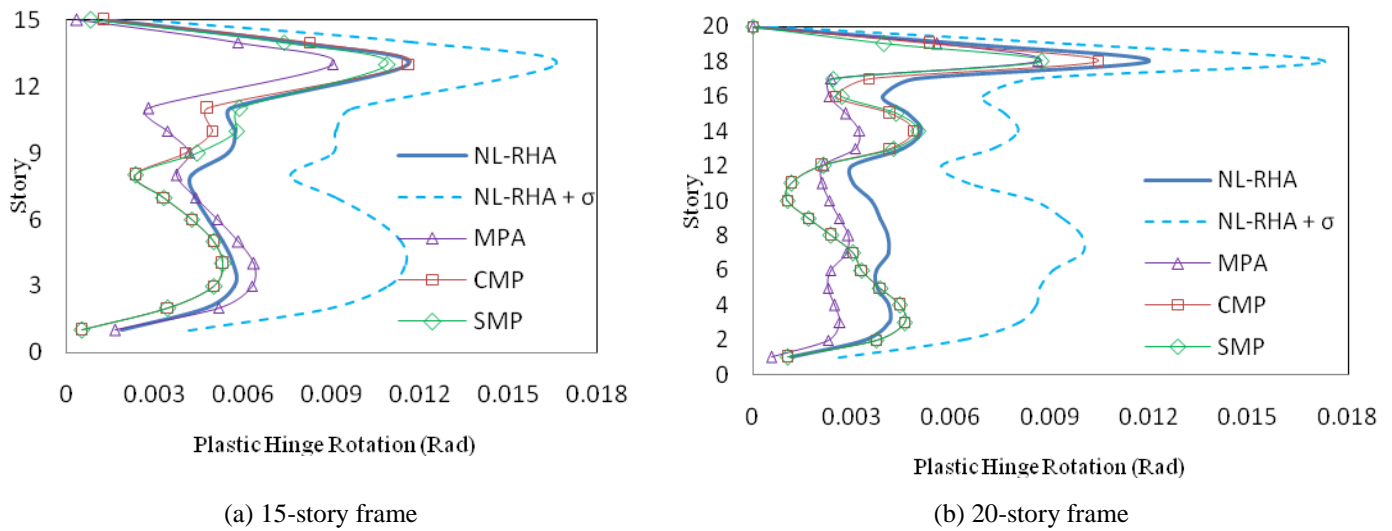 15
12
9
6
3
0
Story
0 0.003 0.006 0.009 0.012 0.015 0.018
Plastic Hinge Rotation (Rad)
NL-RHA
NL-RHA + σ
MPA
CMP
SMP
(a) 15-story frame
20
18
16
14
12
10
8
6
4
2
0
Story
0 0.003 0.006 0.009 0.012 0.015 0.018
Plastic Hinge Rotation (Rad)
NL-RHA
NL-RHA + σ
MPA
CMP
SMP
(b) 20-story frame